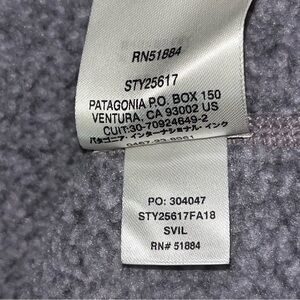 RN51884
STY25617
PATAGONIA P.O. BOX 150
VENTURA, CA 93002 US
CUIT:30-70924649-2
パタゴニア・インターナショナル・インク
PO: 304047
STY25617FA18
SVIL
RN# 51884